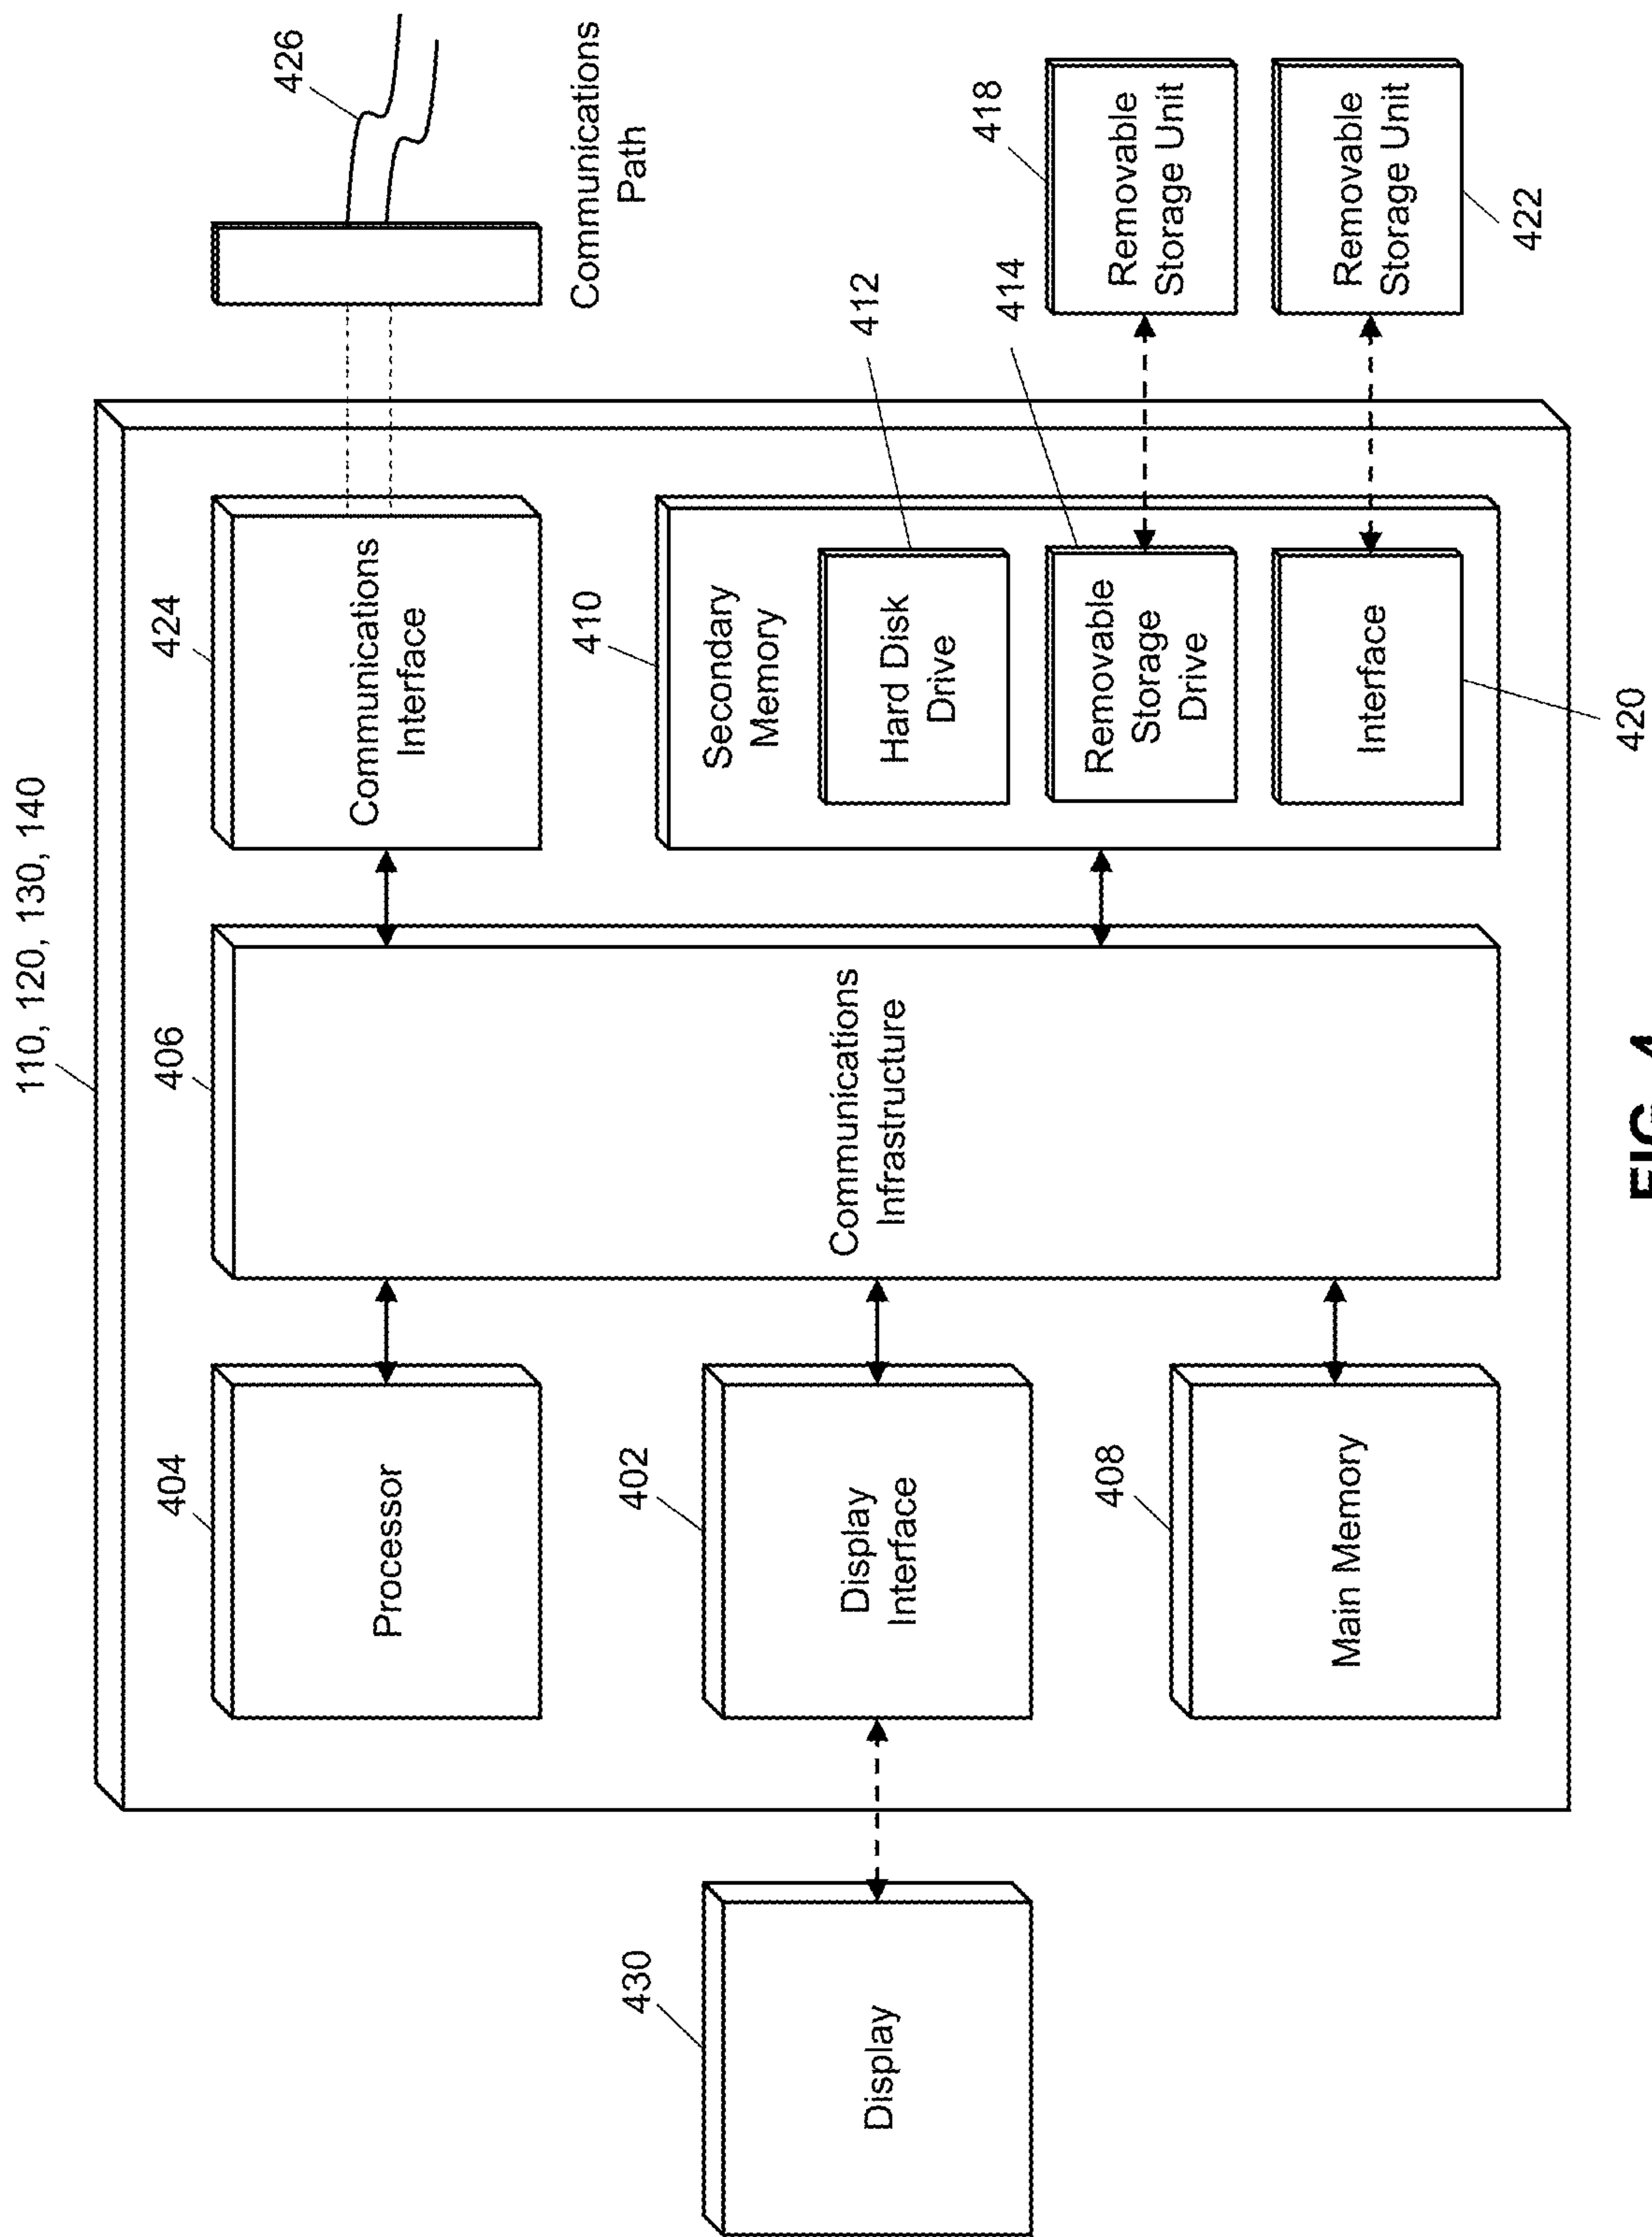 110, 120, 130, 140
404
Processor
406
Communications
Infrastructure
424
Communications
Interface
426
Communications
Path
430
Display
402
Display
Interface
410
Secondary
Memory
412
Hard Disk
Drive
408
Main Memory
414
Removable
Storage
Drive
418
Removable
Storage Unit
Interface
420
Removable
Storage Unit
422
FIG. 4